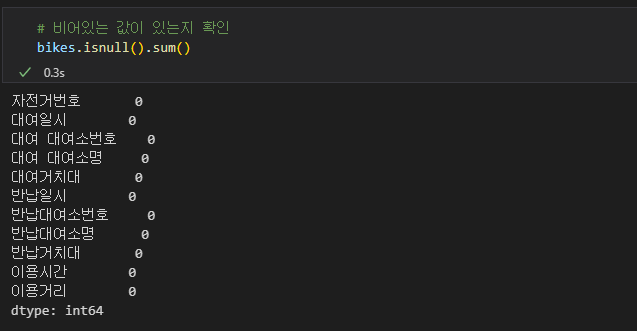 # 비어있는 값이 있는지 확인
bikes.isnull().sum()
0.3s
자전거번호 0
대여일시 0
대여 대여소번호 0
대여 대여소명 0
대여거치대 0
반납일시 0
반납대여소번호 0
반납대여소명 0
반납거치대 0
이용시간 0
이용거리 0
dtype: int64